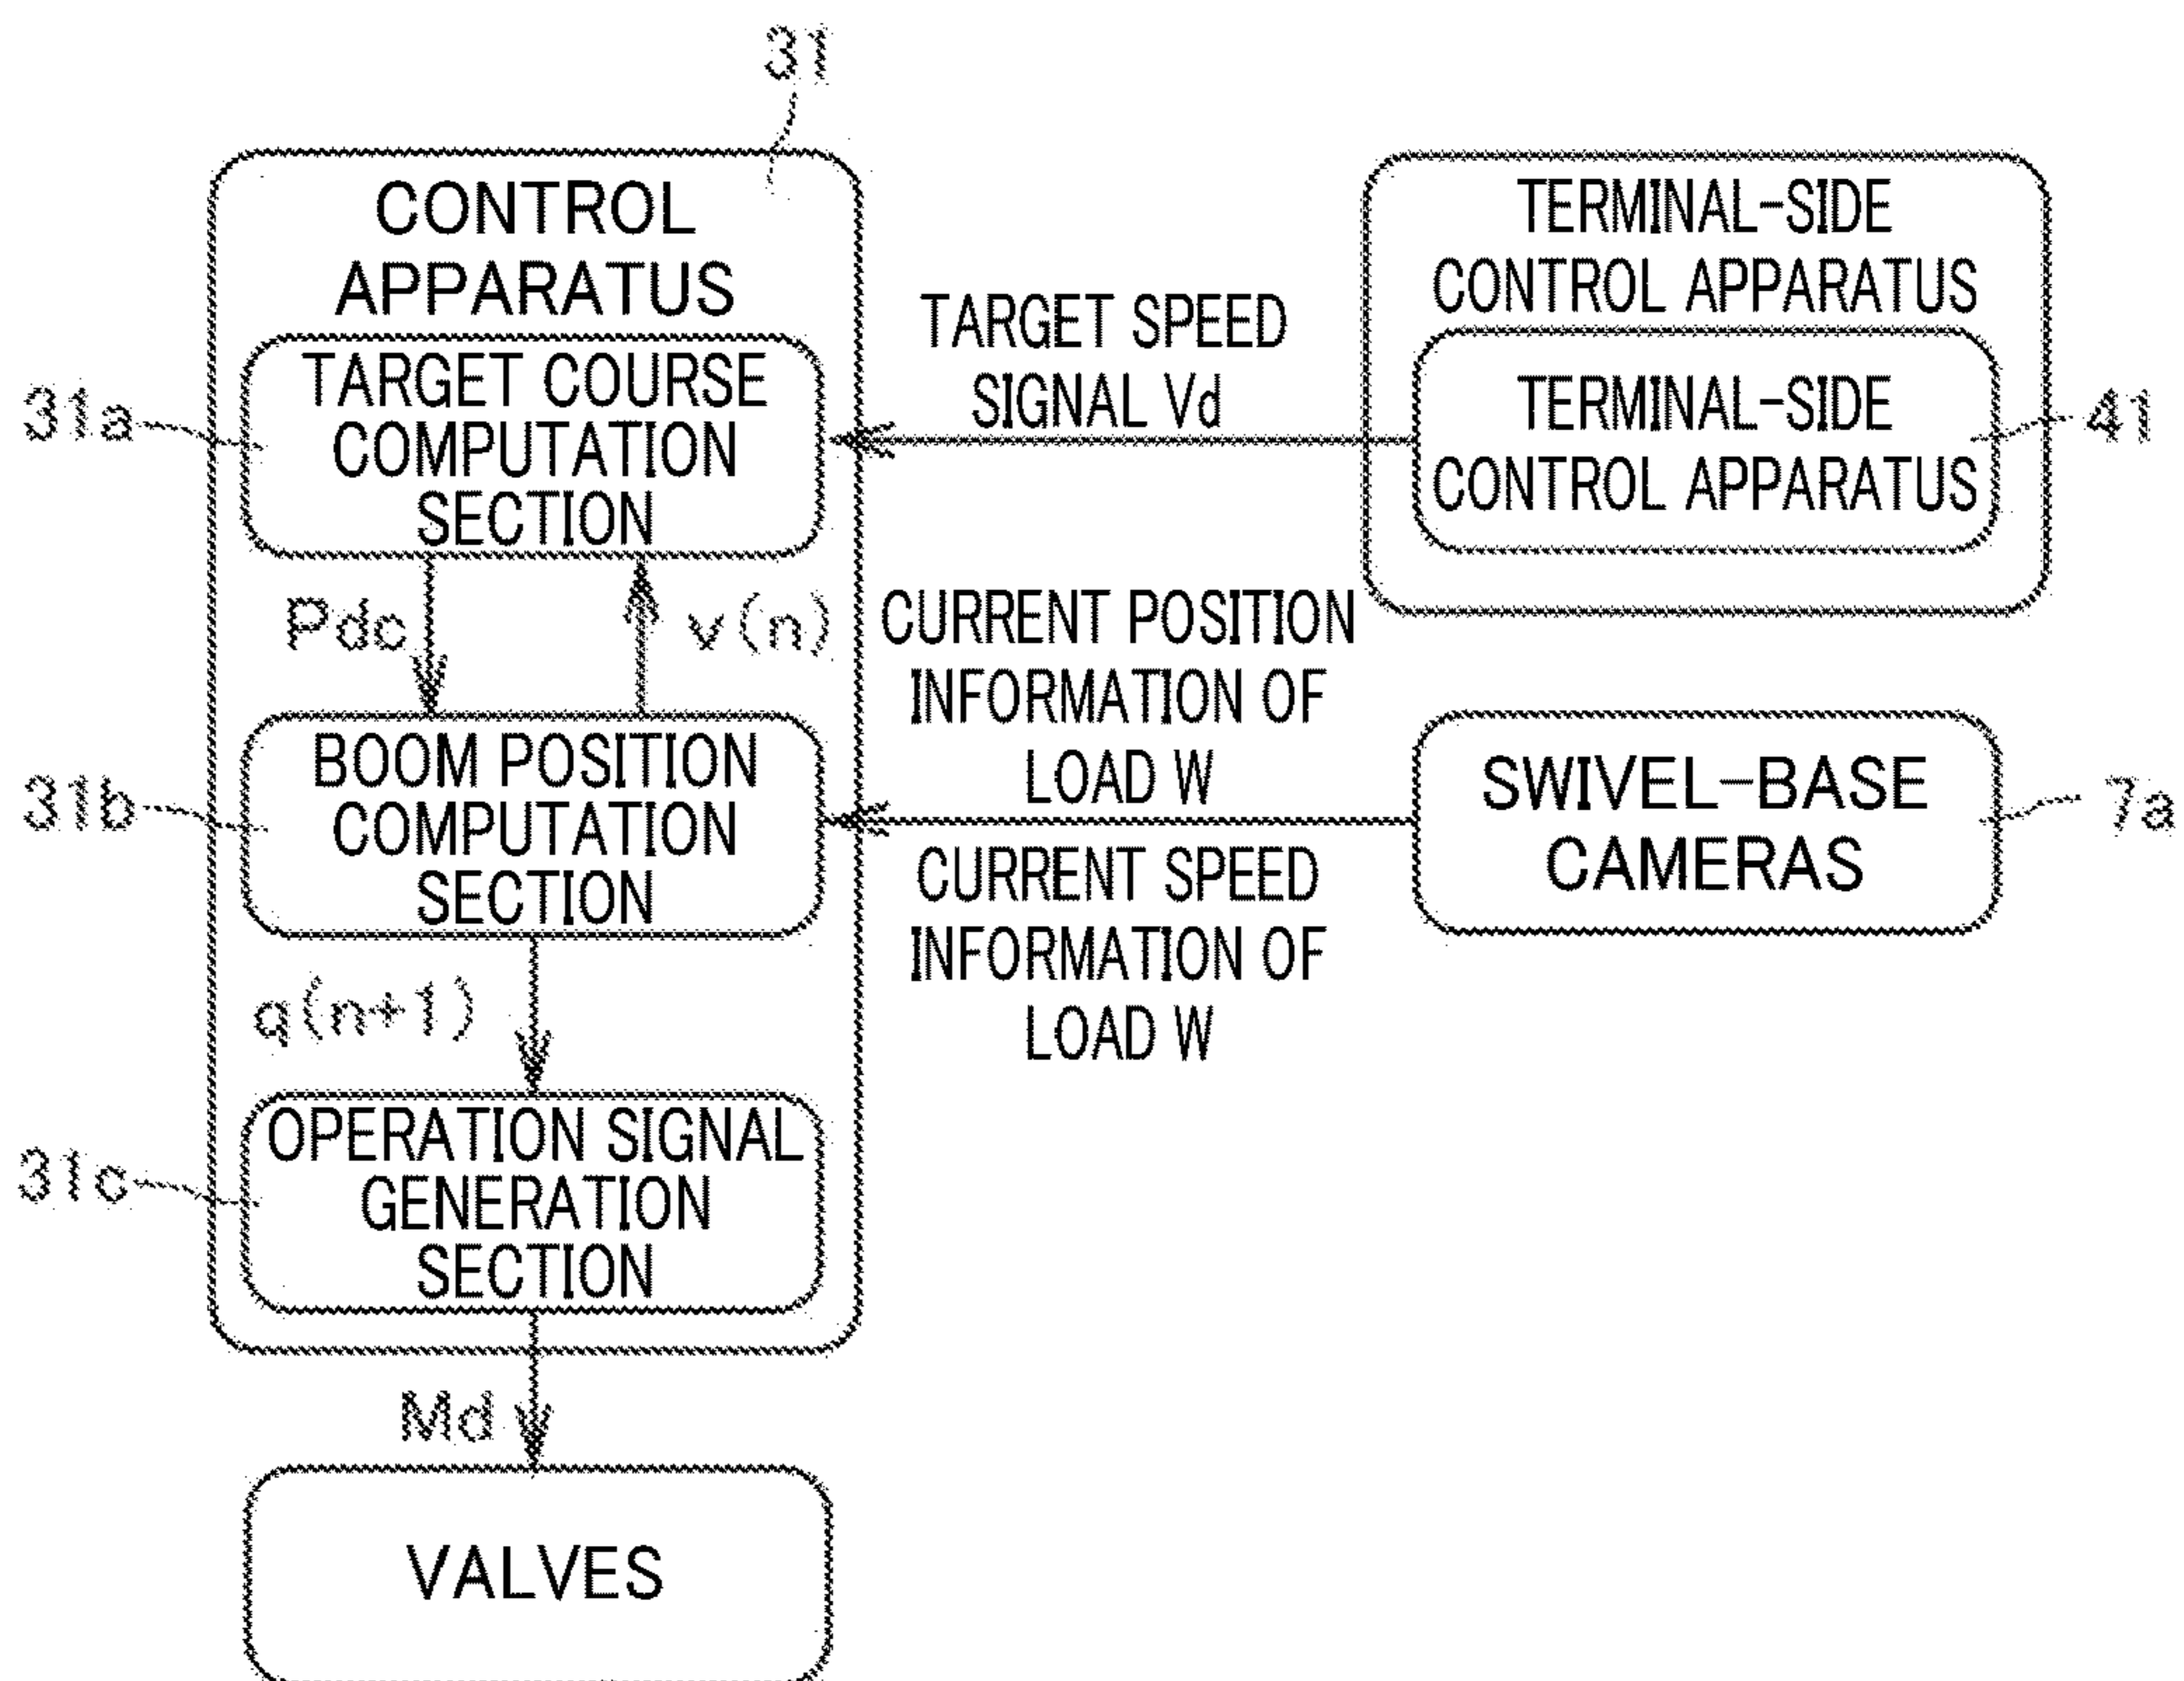 31
CONTROL
APPARATUS
TARGET COURSE
COMPUTATION
SECTION
31a
Pdc
v(n)
BOOM POSITION
COMPUTATION
SECTION
31b
q(n+1)
OPERATION SIGNAL
GENERATION
SECTION
31c
Md
VALVES
TARGET SPEED
SIGNAL Vd
TERMINAL-SIDE
CONTROL APPARATUS
TERMINAL-SIDE
CONTROL APPARATUS
41
CURRENT POSITION
INFORMATION OF
LOAD W
CURRENT SPEED
INFORMATION OF
LOAD W
SWIVEL-BASE
CAMERAS
7a